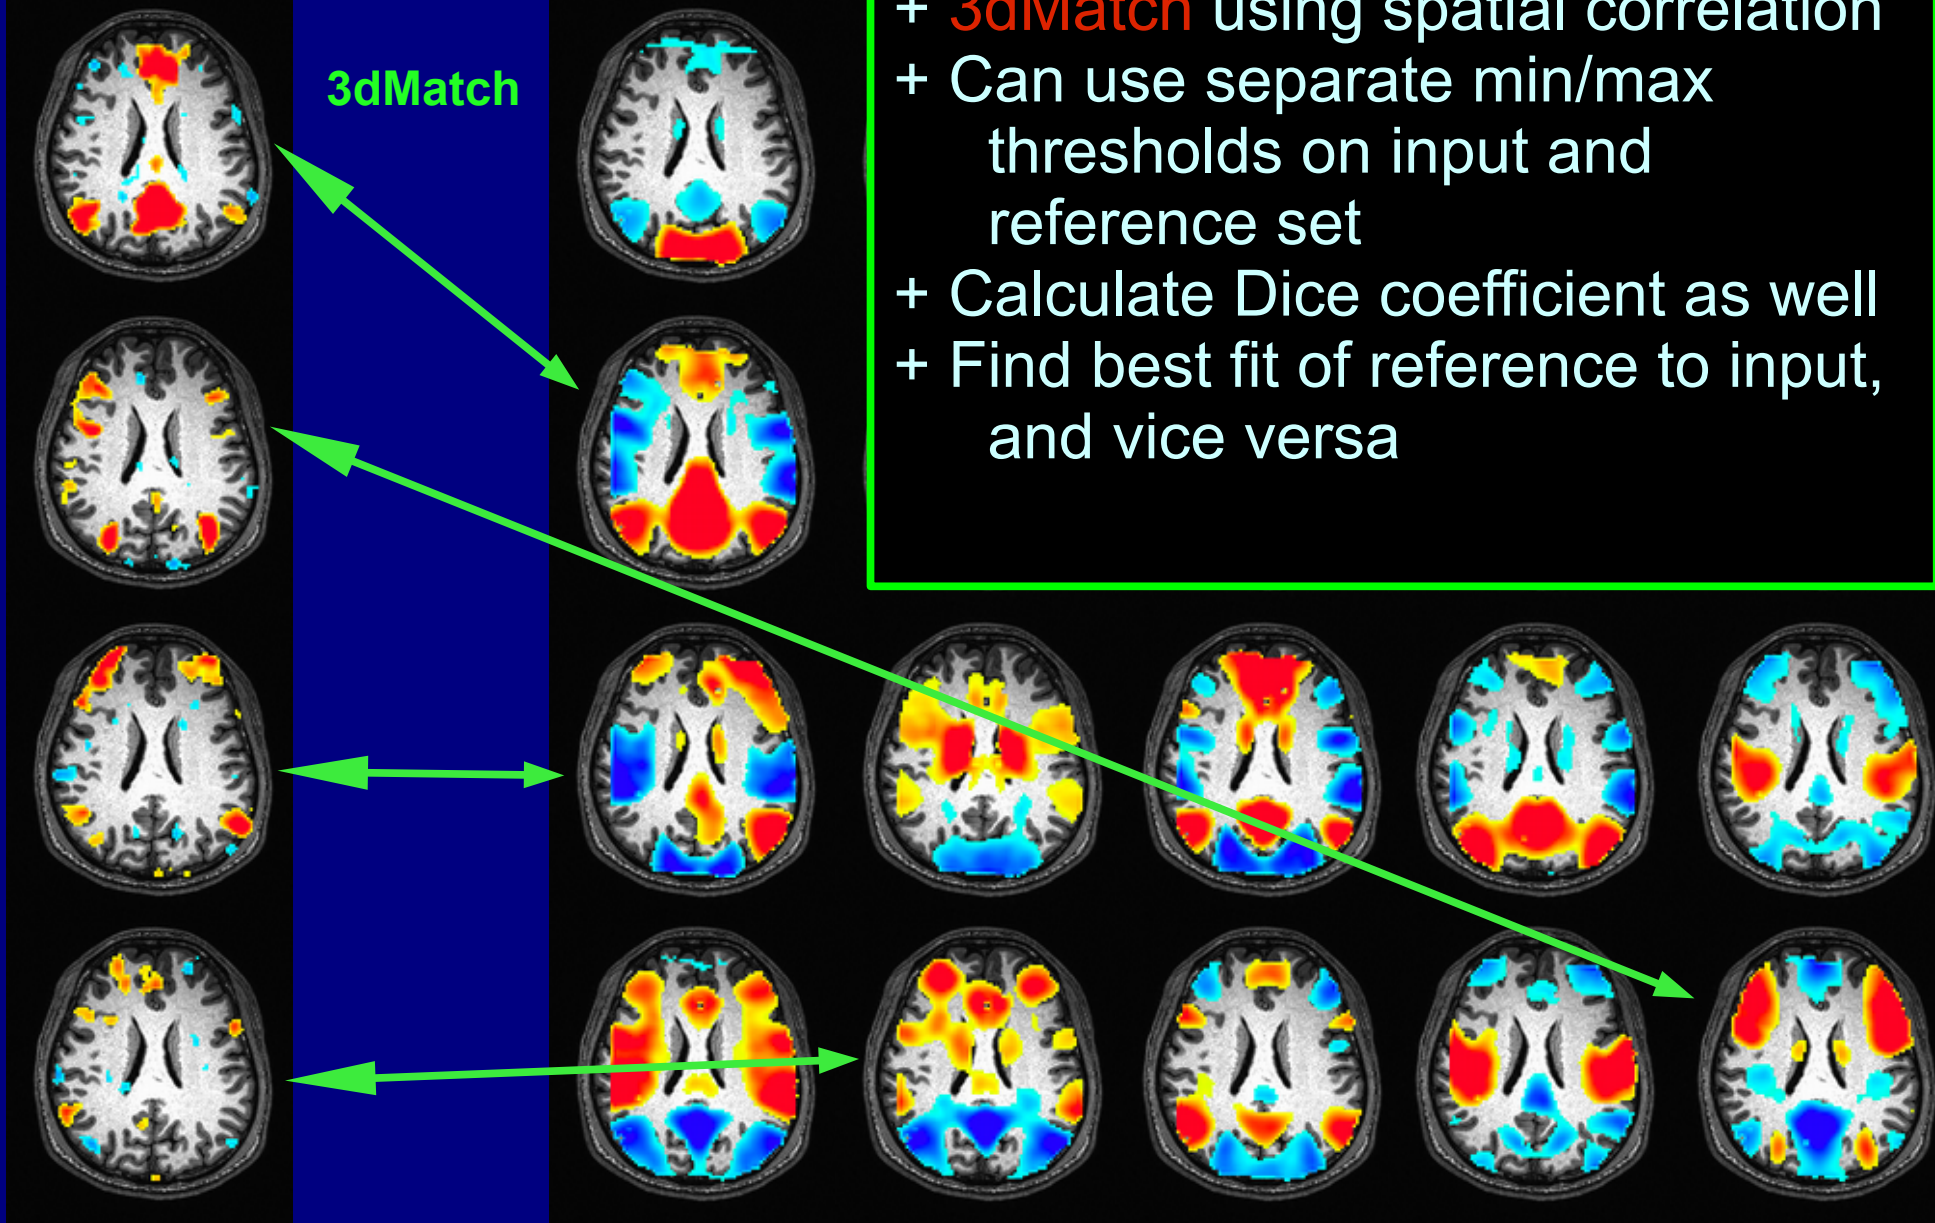 3dMatch
+ 3dMatch using spatial correlation
+ Can use separate min/max
thresholds on input and
reference set
+ Calculate Dice coefficient as well
+ Find best fit of reference to input,
and vice versa